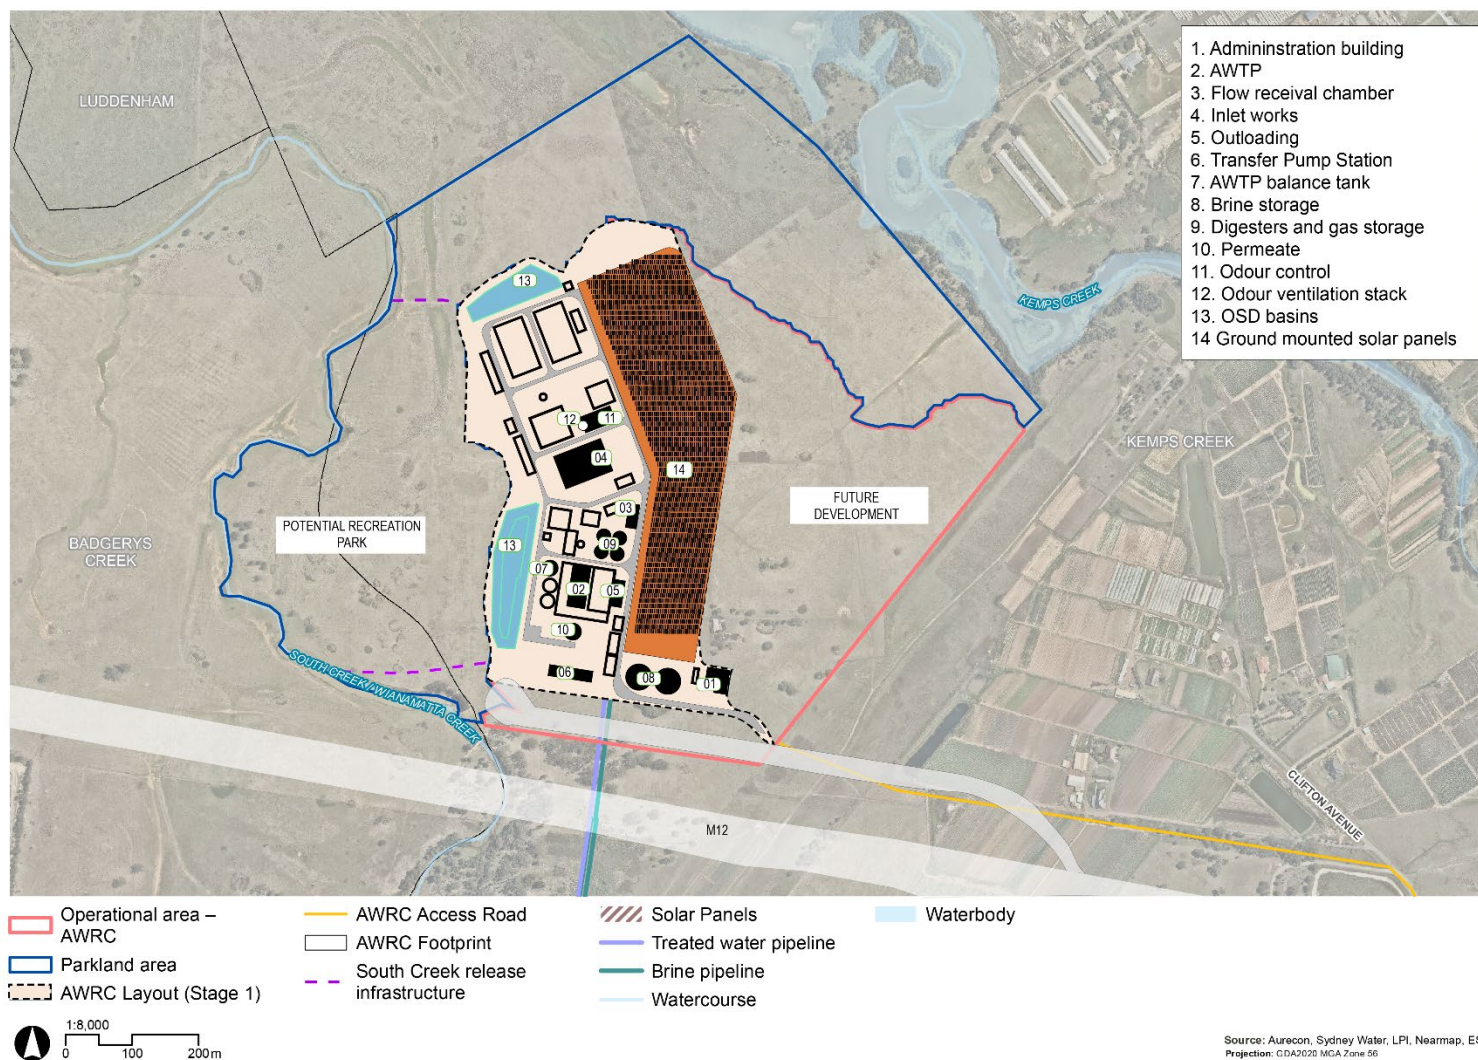 1. Admininstration building
2. AWTP
3. Flow receival chamber
4. Inlet works
5. Outloading
6. Transfer Pump Station
7. AWTP balance tank
8. Brine storage
9. Digesters and gas storage
10. Permeate
11. Odour control
12. Odour ventilation stack
13. OSD basins
14 Ground mounted solar panels
LUDDENHAM
KEMPS CREEK
13
12
11
04
14
KEMPS CREEK
FUTURE
DEVELOPMENT
POTENTIAL RECREATION
PARK
BADGERYS
CREEK
03
13
09
07
02
05
10
06
08
01
SOUTH CREEK / WIANAMATTA CREEK
M12
CLIFTON AVENUE
Operational area –
AWRC
Parkland area
AWRC Layout (Stage 1)
AWRC Access Road
AWRC Footprint
South Creek release
infrastructure
Solar Panels
Treated water pipeline
Brine pipeline
Watercourse
Waterbody
1:8,000
0 100 200m
Source: Aurecon, Sydney Water, LPI, Nearmap, ES
Projection: GDA2020 MGA Zone 56